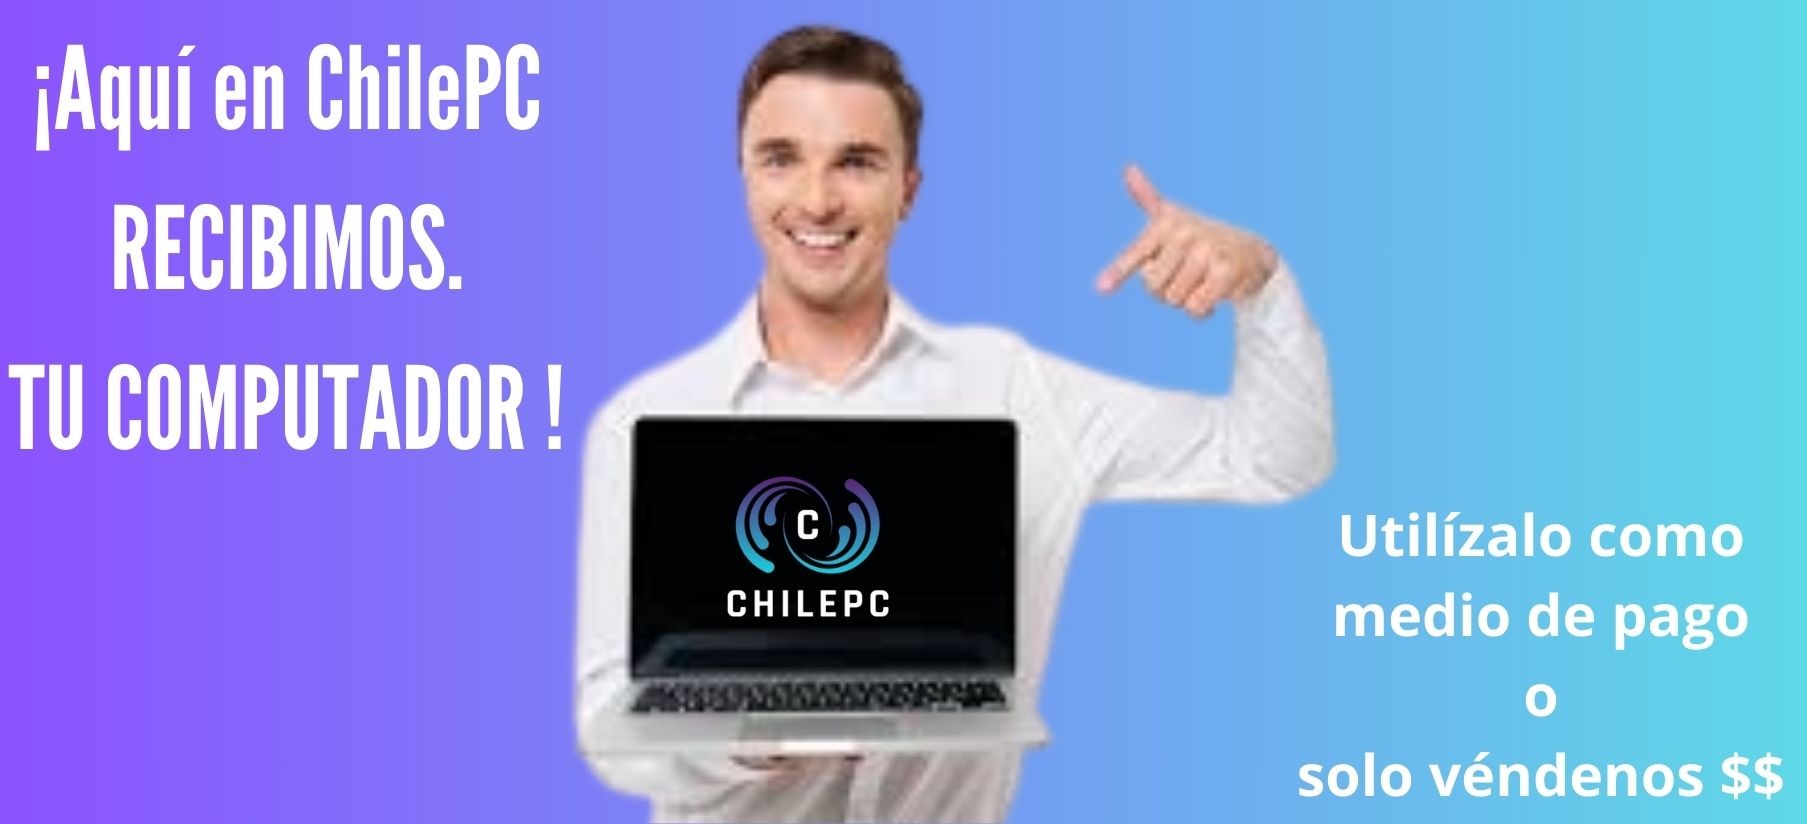 ¡Aquí en ChilePC
RECIBIMOS.
TU COMPUTADOR !
C
CHILEPC
Utilízalo como
medio de pago
o
solo véndenos $$